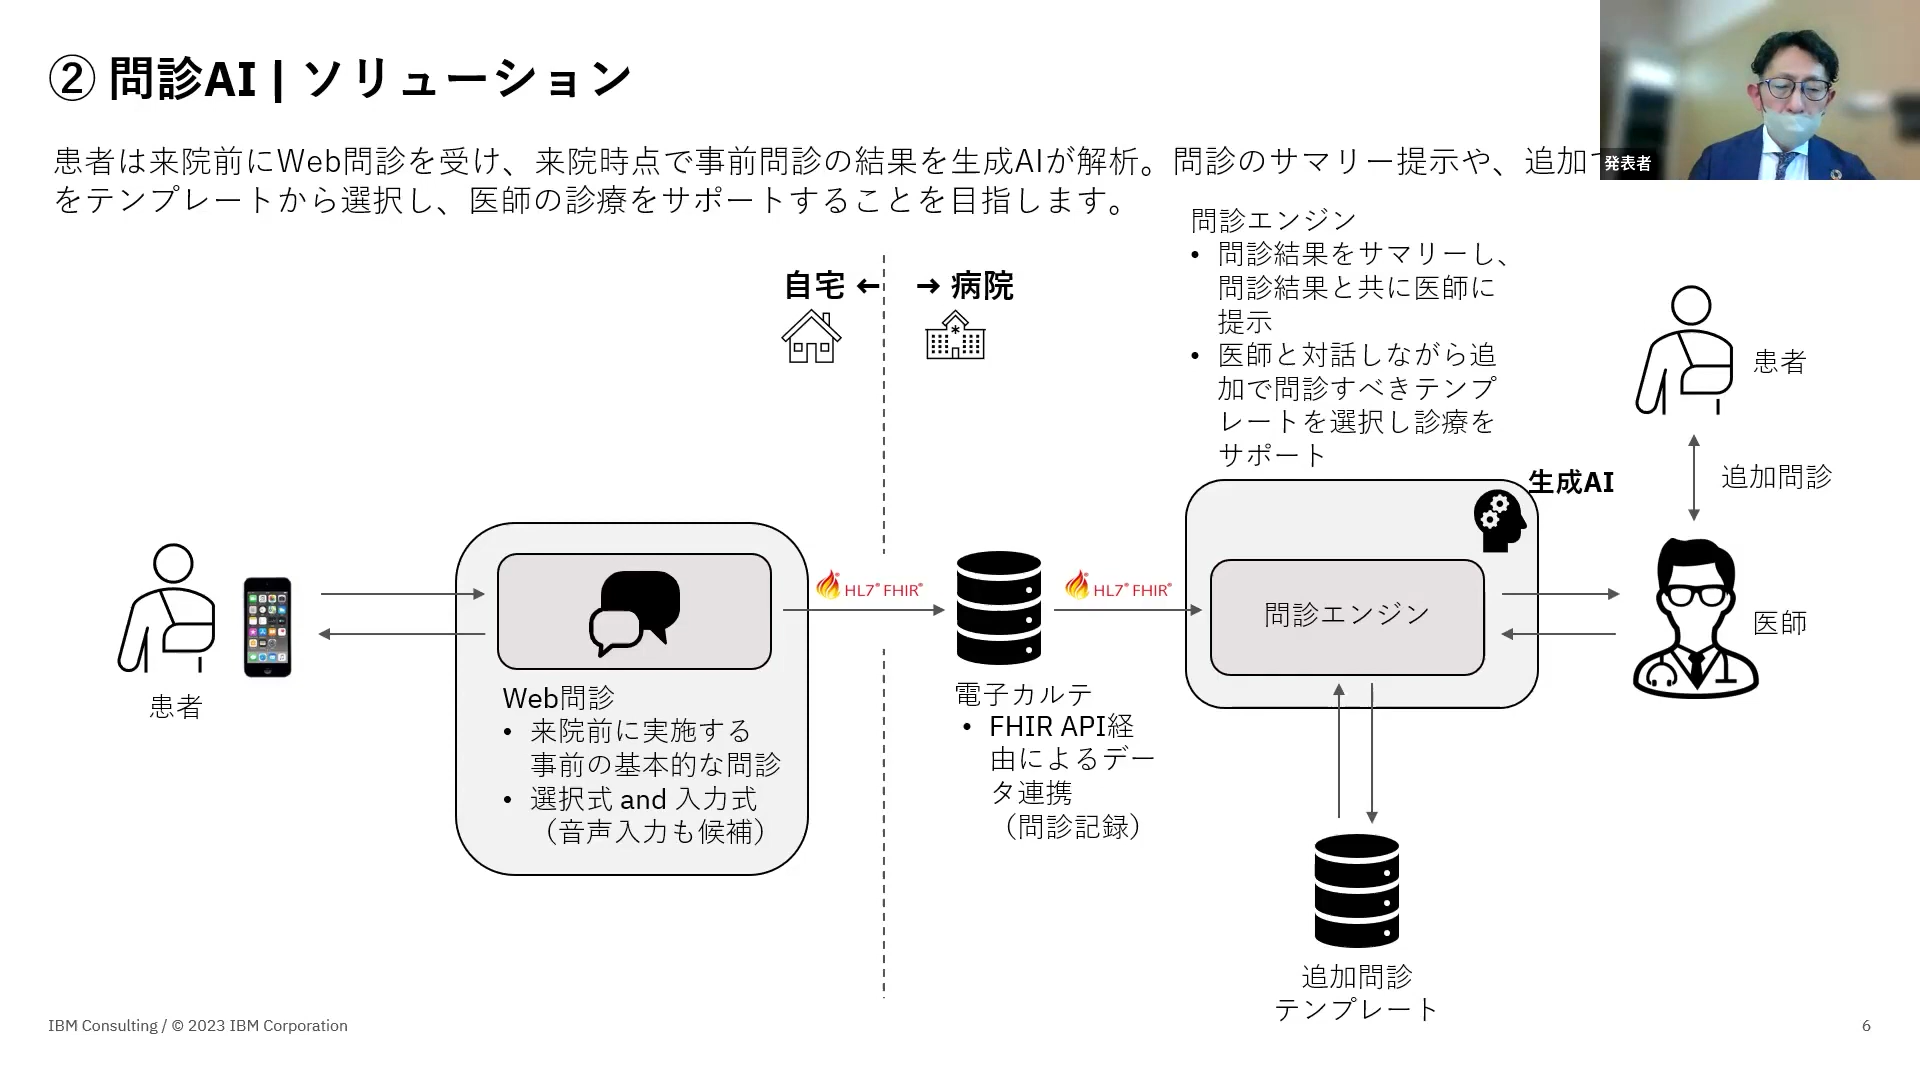 ② 問診AI | ソリューション
発表者
患者は来院前にWeb問診を受け、来院時点で事前問診の結果を生成AIが解析。問診のサマリー提示や、追加
をテンプレートから選択し、医師の診療をサポートすることを目指します。
自宅 ← → 病院
問診エンジン
• 問診結果をサマリーし、
問診結果と共に医師に
提示
• 医師と対話しながら追
加で問診すべきテンプ
レートを選択し診療を
サポート
患者
追加問診
生成AI
医師
患者
HL7® FHIR®
HL7® FHIR®
問診エンジン
Web問診
• 来院前に実施する
事前の基本的な問診
• 選択式 and 入力式
（音声入力も候補）
電子カルテ
• FHIR API経
由によるデー
タ連携
（問診記録）
追加問診
テンプレート
IBM Consulting / © 2023 IBM Corporation
6